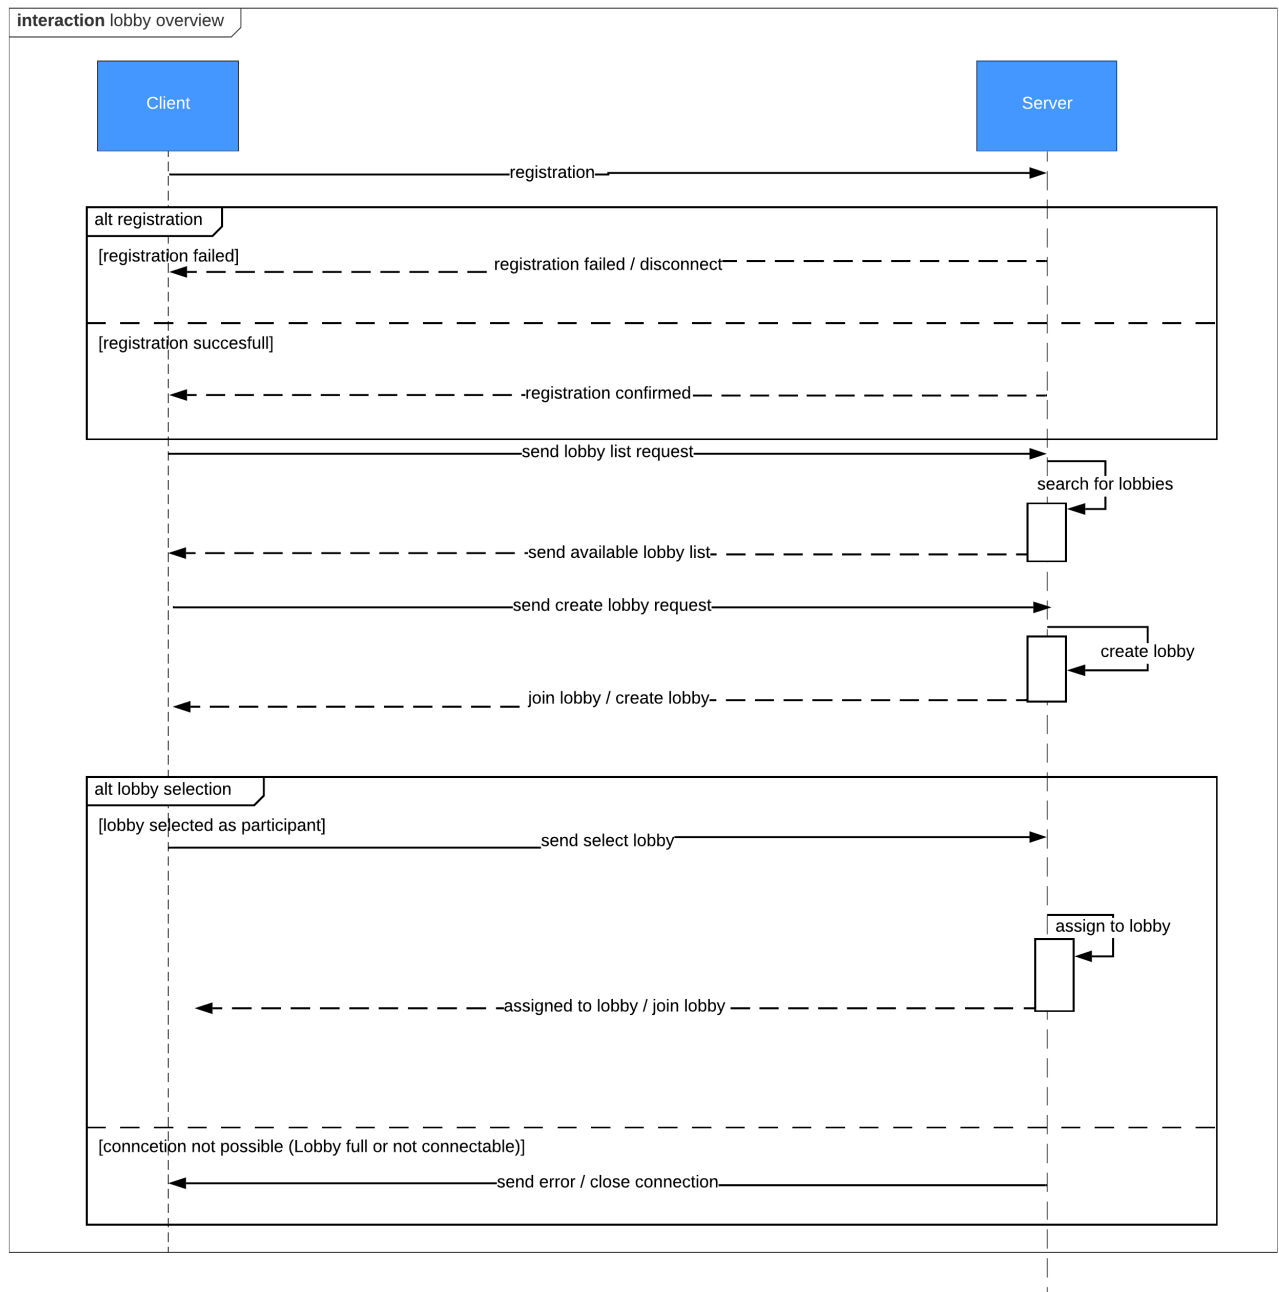 interaction lobby overview
Client
Server
registration
alt registration
[registration failed]
registration failed / disconnect
[registration succesfull]
registration confirmed
send lobby list request
search for lobbies
send available lobby list
send create lobby request
create lobby
join lobby / create lobby
alt lobby selection
[lobby selected as participant]
send select lobby
assign to lobby
assigned to lobby / join lobby
[conncetion not possible (Lobby full or not connectable)]
send error / close connection